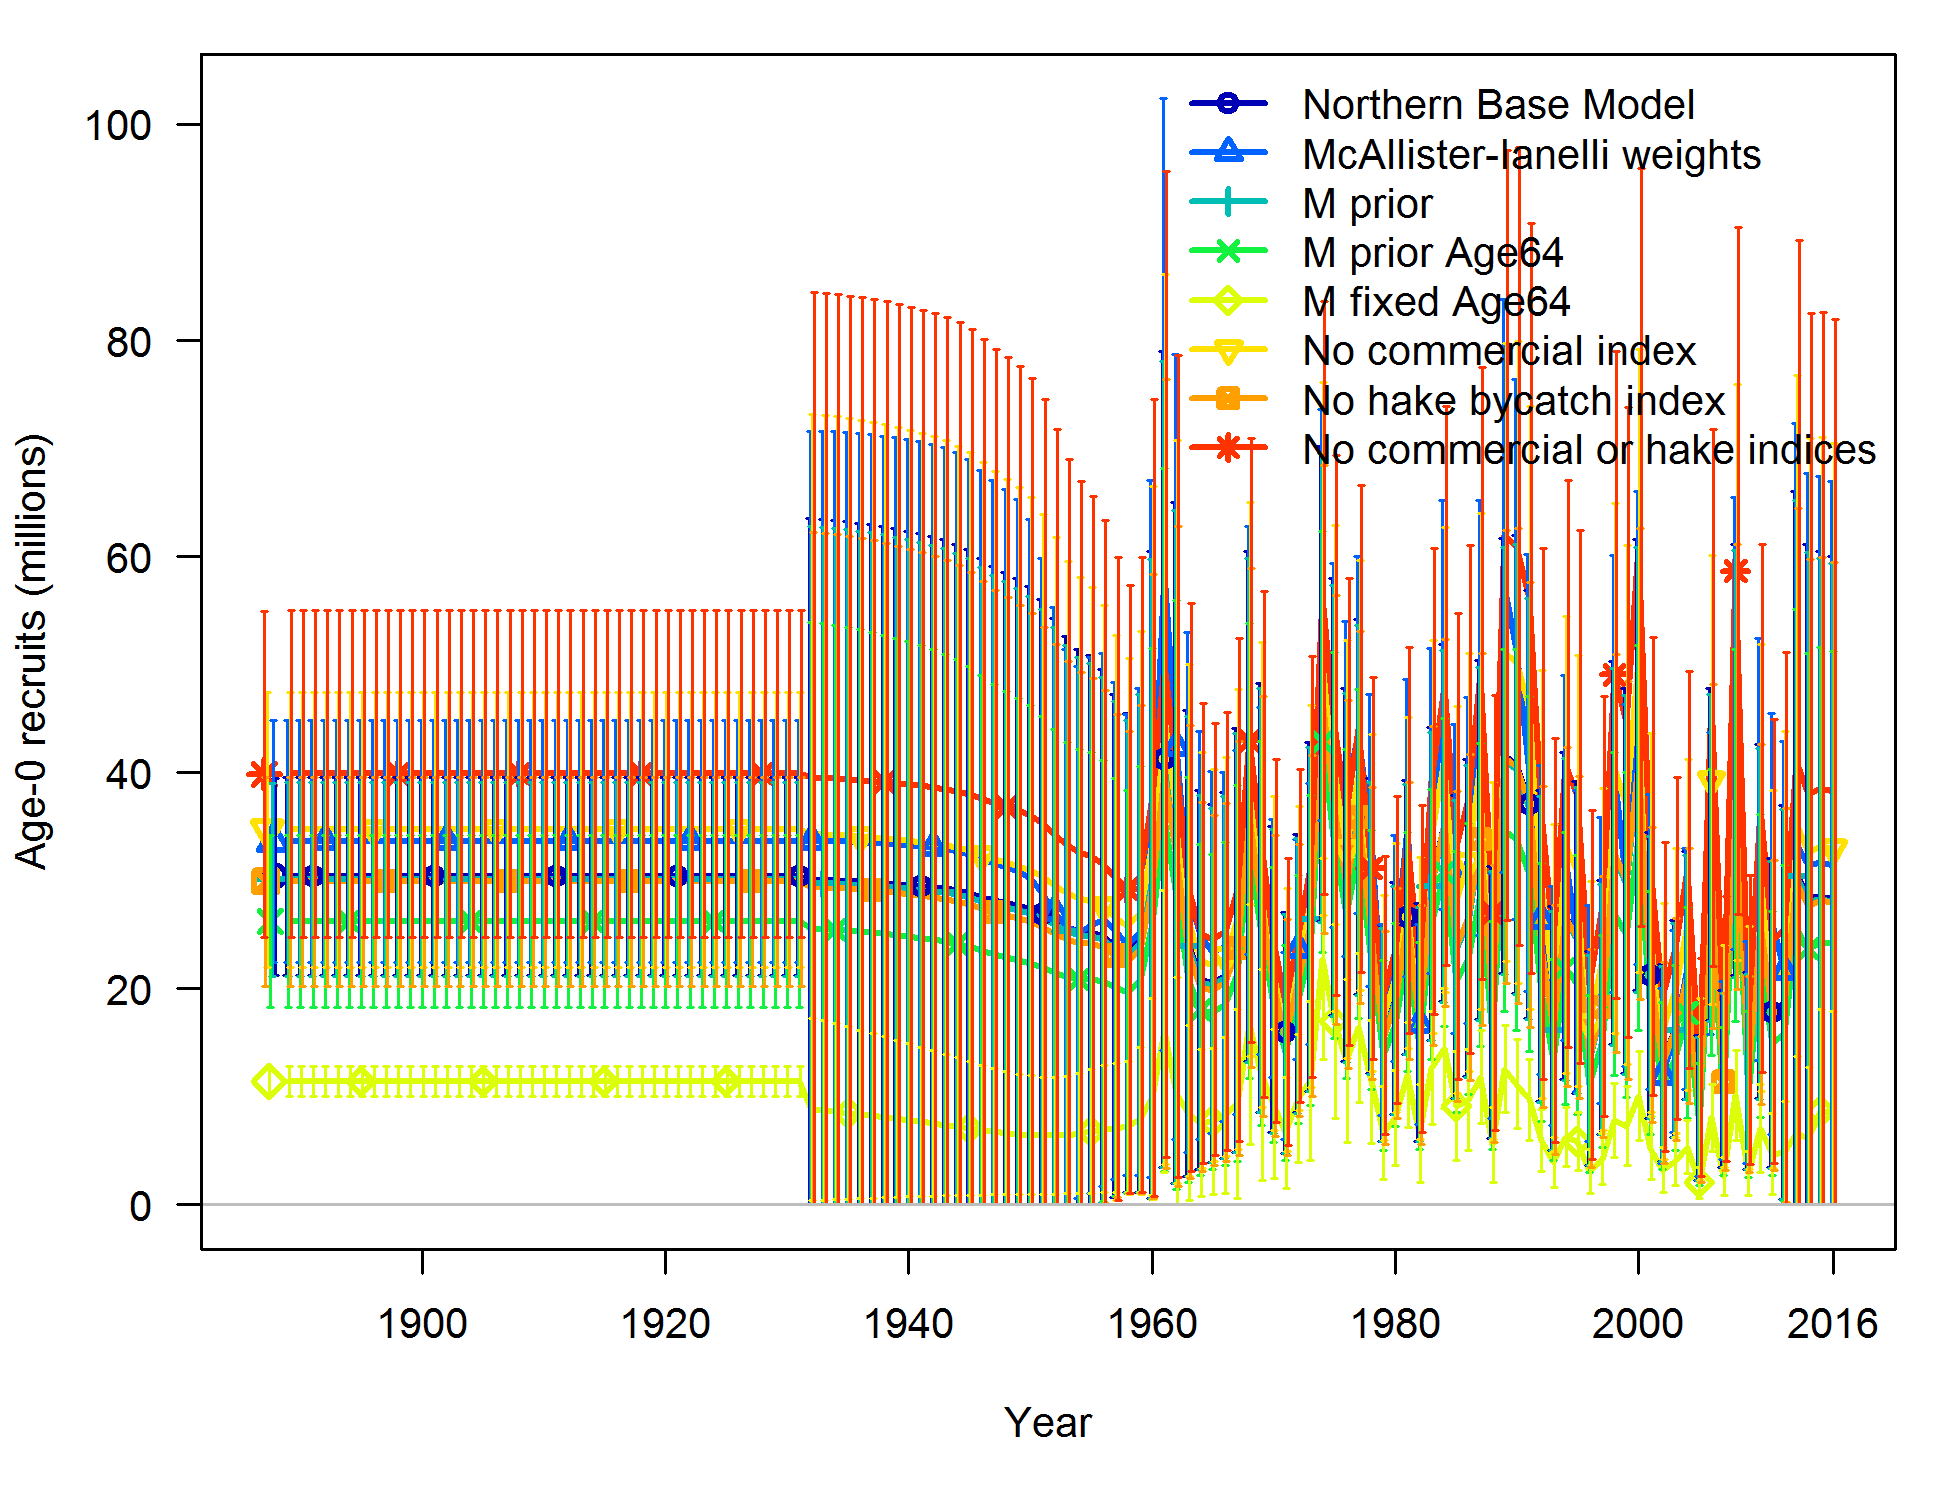 100
80
60
40
20
0
Age-0 recruits (millions)
Northern Base Model
McAllister-Ianelli weights
M prior
M prior Age64
M fixed Age64
No commercial index
No hake bycatch index
No commercial or hake indices
1900
1920
1940
1960
1980
2000
2016
Year